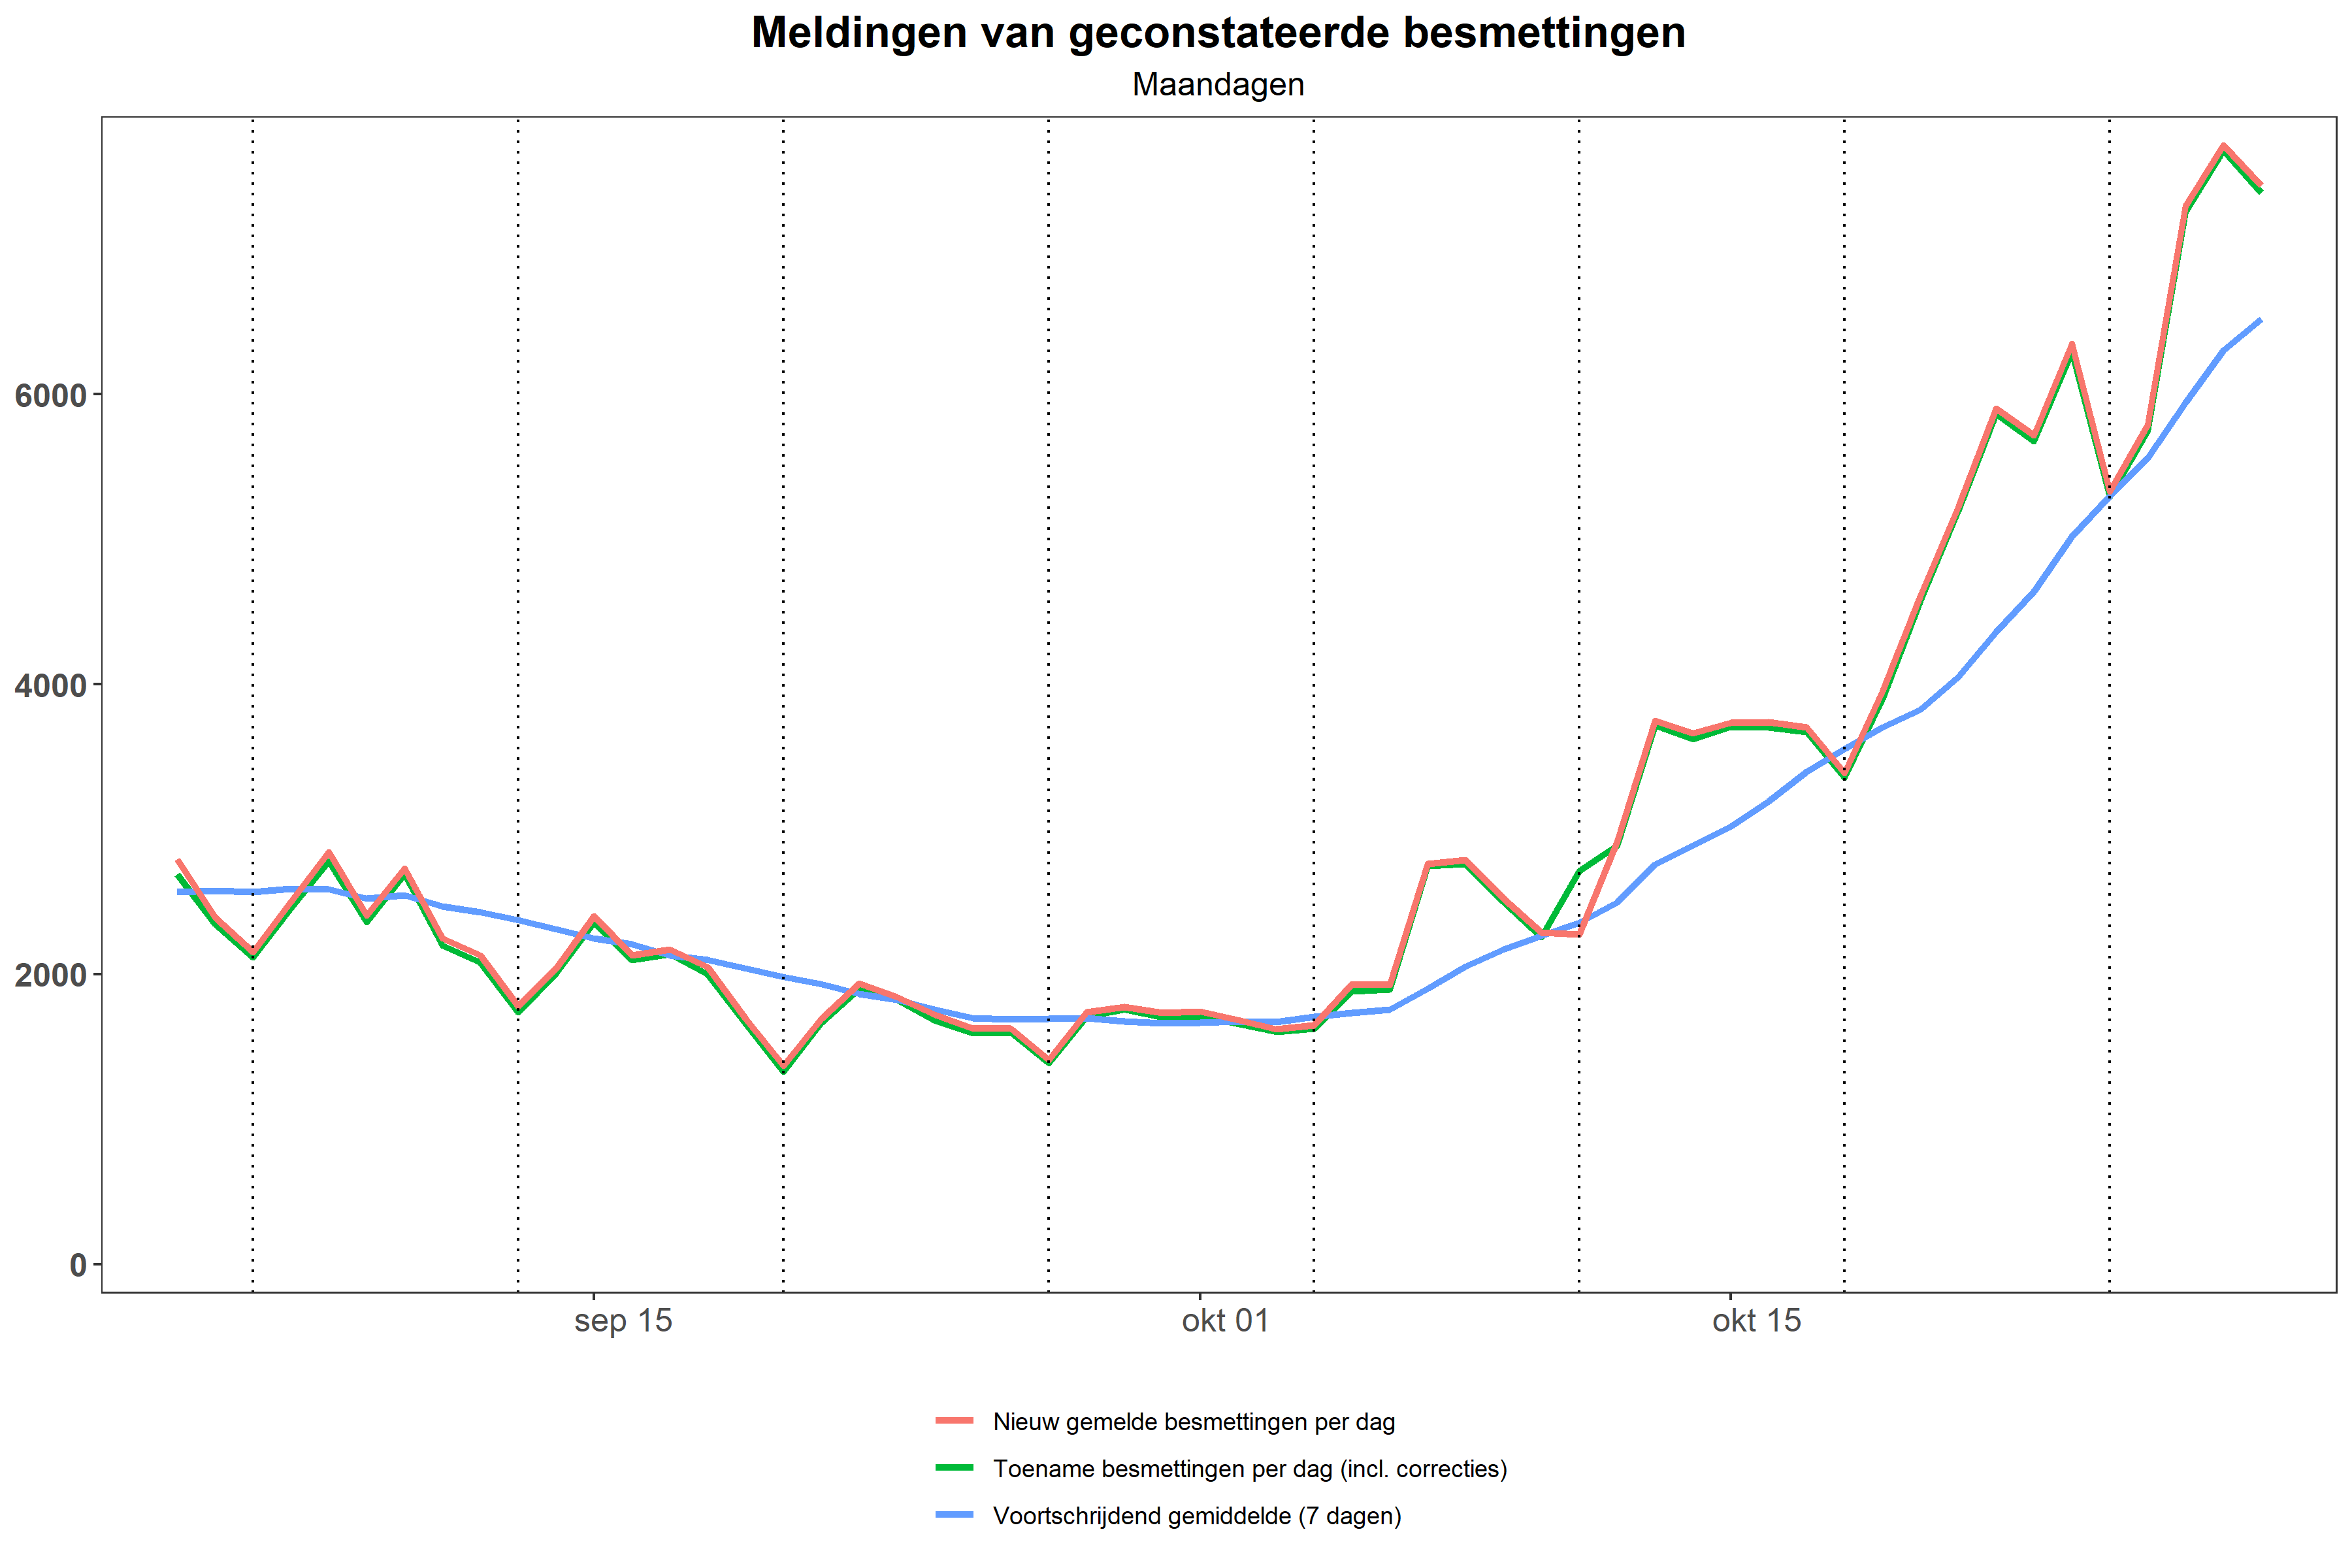 Meldingen van geconstateerde besmettingen
Maandagen
6000
4000
2000
0
sep 15 okt 01 okt 15
Nieuw gemelde besmettingen per dag
Toename besmettingen per dag (incl. correcties)
Voortschrijdend gemiddelde (7 dagen)